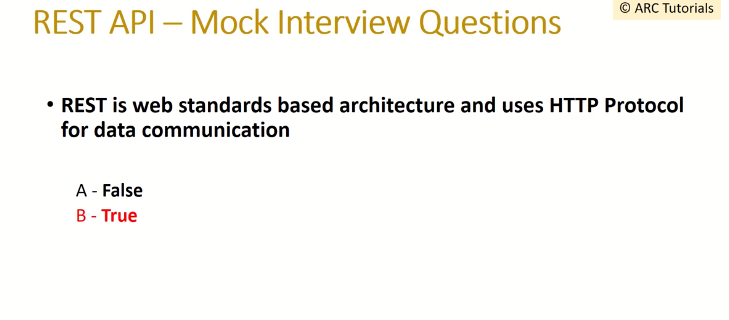 REST API – Mock Interview Questions
© ARC Tutorials
• REST is web standards based architecture and uses HTTP Protocol
for data communication
A - False
B - True